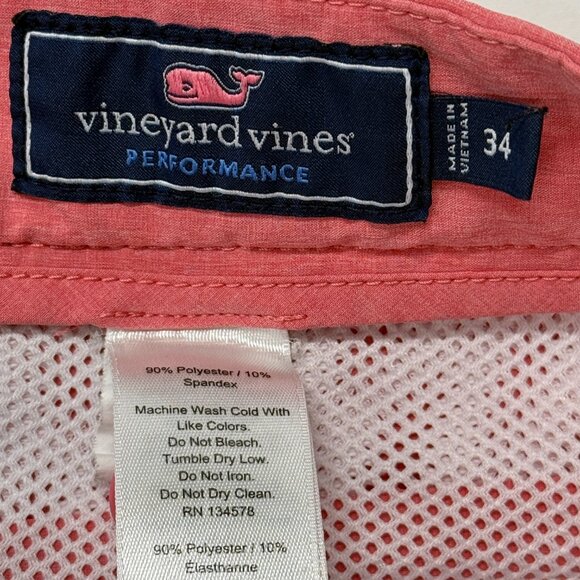 vineyard vines®
PERFORMANCE
MADE IN
VIETNAM
34
90% Polyester / 10%
Spandex
Machine Wash Cold With
Like Colors.
Do Not Bleach.
Tumble Dry Low.
Do Not Iron.
Do Not Dry Clean.
RN 134578
90% Polyester / 10%
Élasthanne